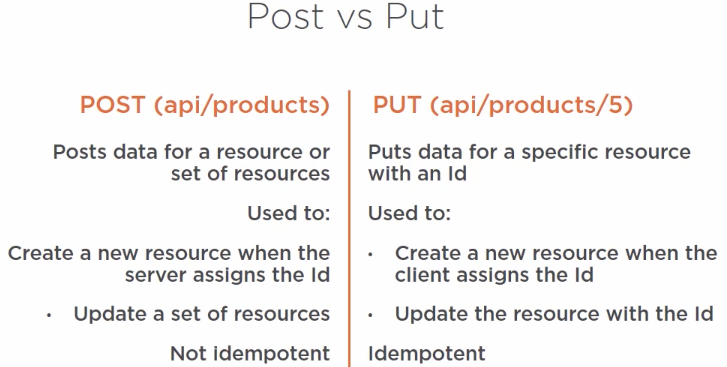 Post vs Put
POST (api/products)
Posts data for a resource or
set of resources
Used to:
Create a new resource when the
server assigns the Id
• Update a set of resources
Not idempotent
PUT (api/products/5)
Puts data for a specific resource
with an Id
Used to:
• Create a new resource when the
client assigns the Id
• Update the resource with the Id
Idempotent